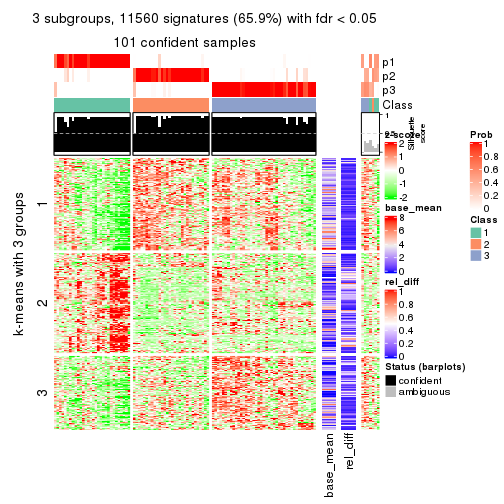 3 subgroups, 11560 signatures (65.9%) with fdr < 0.05
101 confident samples
p1
p2
p3
Class
1
Silhouette
score
z-score
2
1
0
-1
-2
Prob
1
0.8
0.6
0.4
0.2
0
base_mean
8
6
4
2
0
Class
1
2
3
rel_diff
1
0.8
0.6
0.4
0.2
0
Status (barplots)
confident
ambiguous
k-means with 3 groups
1
2
3
base_mean
rel_diff